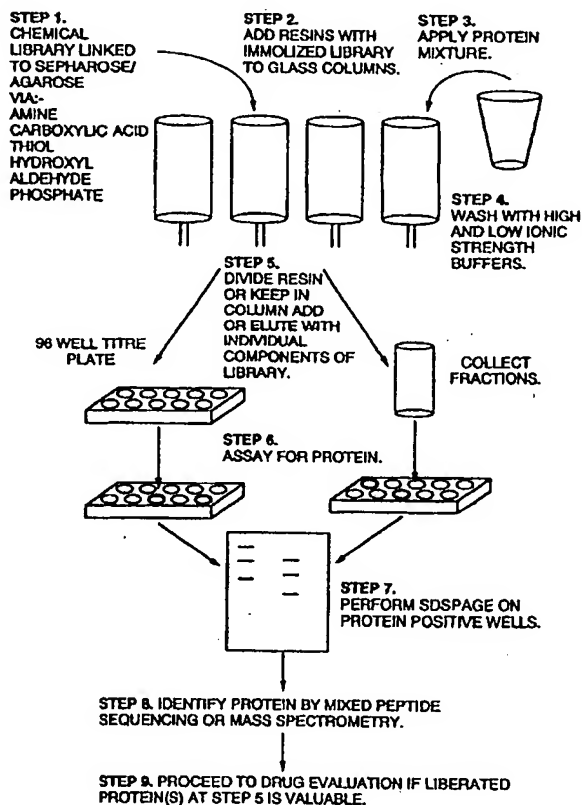 STEP 1.
CHEMICAL
LIBRARY LINKED
TO SEPHAROSE/
AGAROSE
VIA:-
AMINE
CARBOXYLIC ACID
THIOL
HYDROXYL
ALDEHYDE
PHOSPHATE
STEP 2.
ADD RESINS WITH
IMMOLIZED LIBRARY
TO GLASS COLUMNS.
STEP 3.
APPLY PROTEIN
MIXTURE.
STEP 4.
WASH WITH HIGH
AND LOW IONIC
STRENGTH
BUFFERS.
STEP 5.
DIVIDE RESIN
OR KEEP IN
COLUMN ADD
OR ELUTE WITH
INDIVIDUAL
COMPONENTS OF
LIBRARY.
96 WELL TITRE
PLATE
COLLECT
FRACTIONS.
STEP 6.
ASSAY FOR PROTEIN.
STEP 7.
PERFORM SDSPAGE ON
PROTEIN POSITIVE WELLS.
STEP 8. IDENTIFY PROTEIN BY MIXED PEPTIDE
SEQUENCING OR MASS SPECTROMETRY.
STEP 9. PROCEED TO DRUG EVALUATION IF LIBERATED
PROTEIN(S) AT STEP 5 IS VALUABLE.